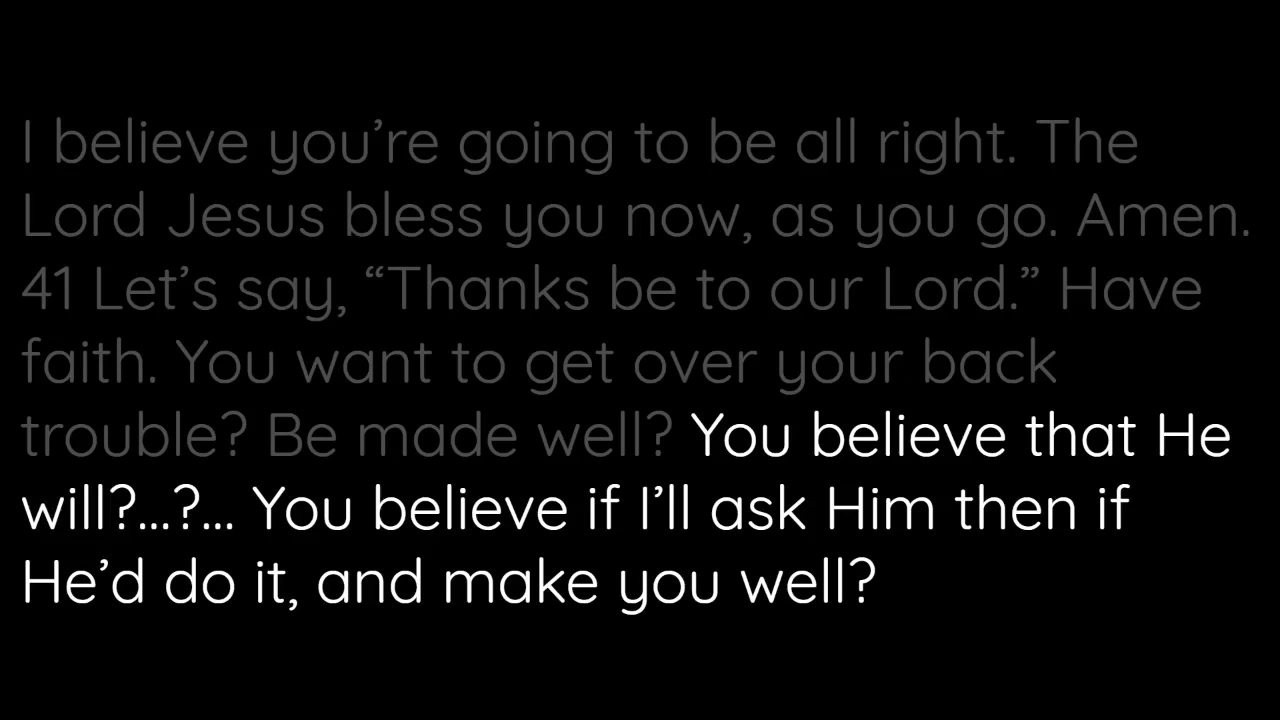 I believe you’re going to be all right. The
Lord Jesus bless you now, as you go. Amen.
41 Let’s say, “Thanks be to our Lord.” Have
faith. You want to get over your back
trouble? Be made well? You believe that He
will?...?... You believe if I’ll ask Him then if
He’d do it, and make you well?